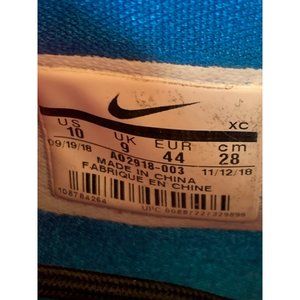 XC
US UK EUR cm
10 9 44 28
09/19/18 AO2918-003 11/12/18
MADE IN CHINA
FABRIQUE EN CHINE